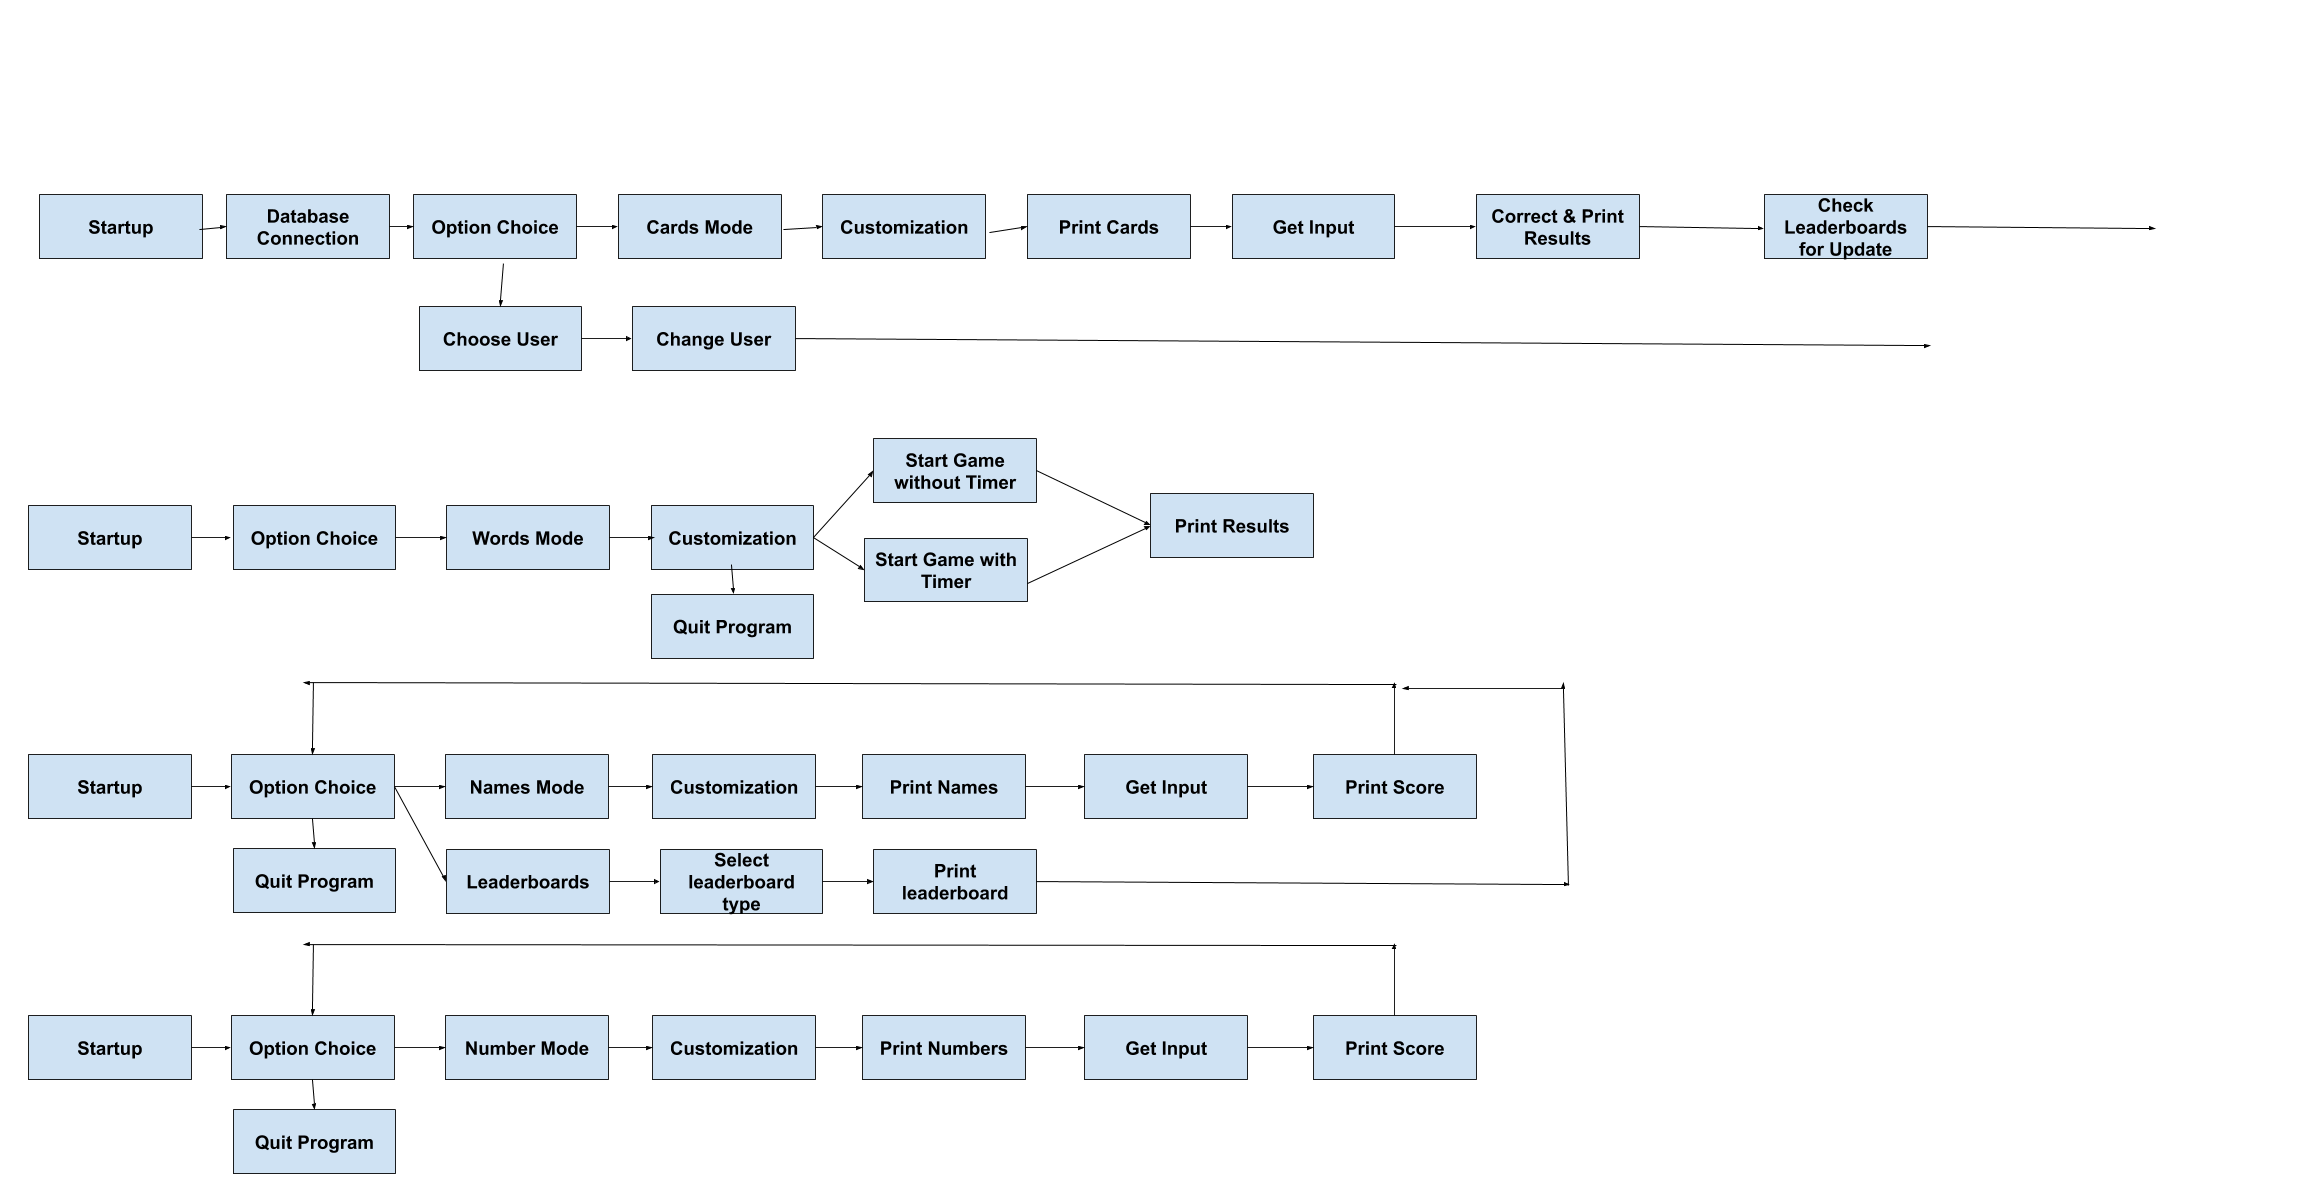 Startup
Database
Connection
Option Choice
Cards Mode
Customization
Print Cards
Get Input
Correct & Print
Results
Check
Leaderboards
for Update
Choose User
Change User
Start Game
without Timer
Startup
Option Choice
Words Mode
Customization
Start Game with
Timer
Print Results
Quit Program
Startup
Option Choice
Names Mode
Customization
Print Names
Get Input
Print Score
Quit Program
Leaderboards
Select
leaderboard
type
Print
leaderboard
Startup
Option Choice
Number Mode
Customization
Print Numbers
Get Input
Print Score
Quit Program